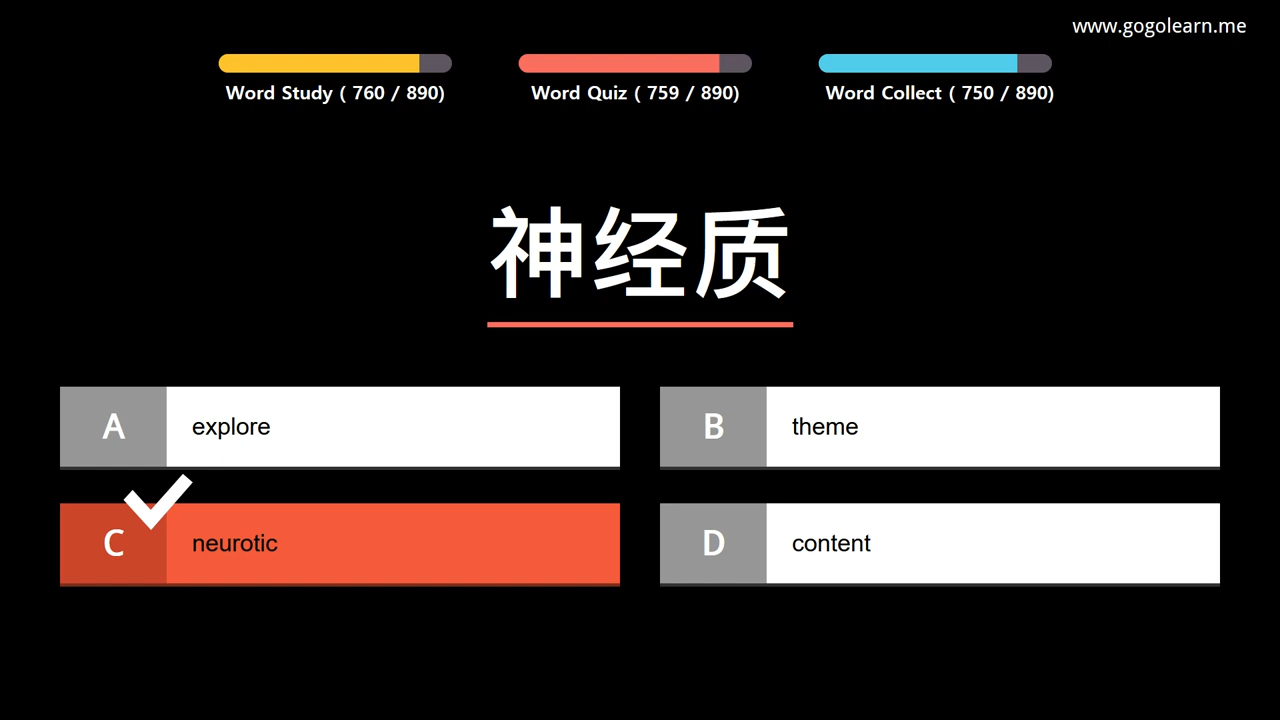 www.gogolearn.me
Word Study ( 760 / 890)
Word Quiz ( 759 / 890)
Word Collect ( 750 / 890)
神经质
A explore
B theme
C neurotic
D content